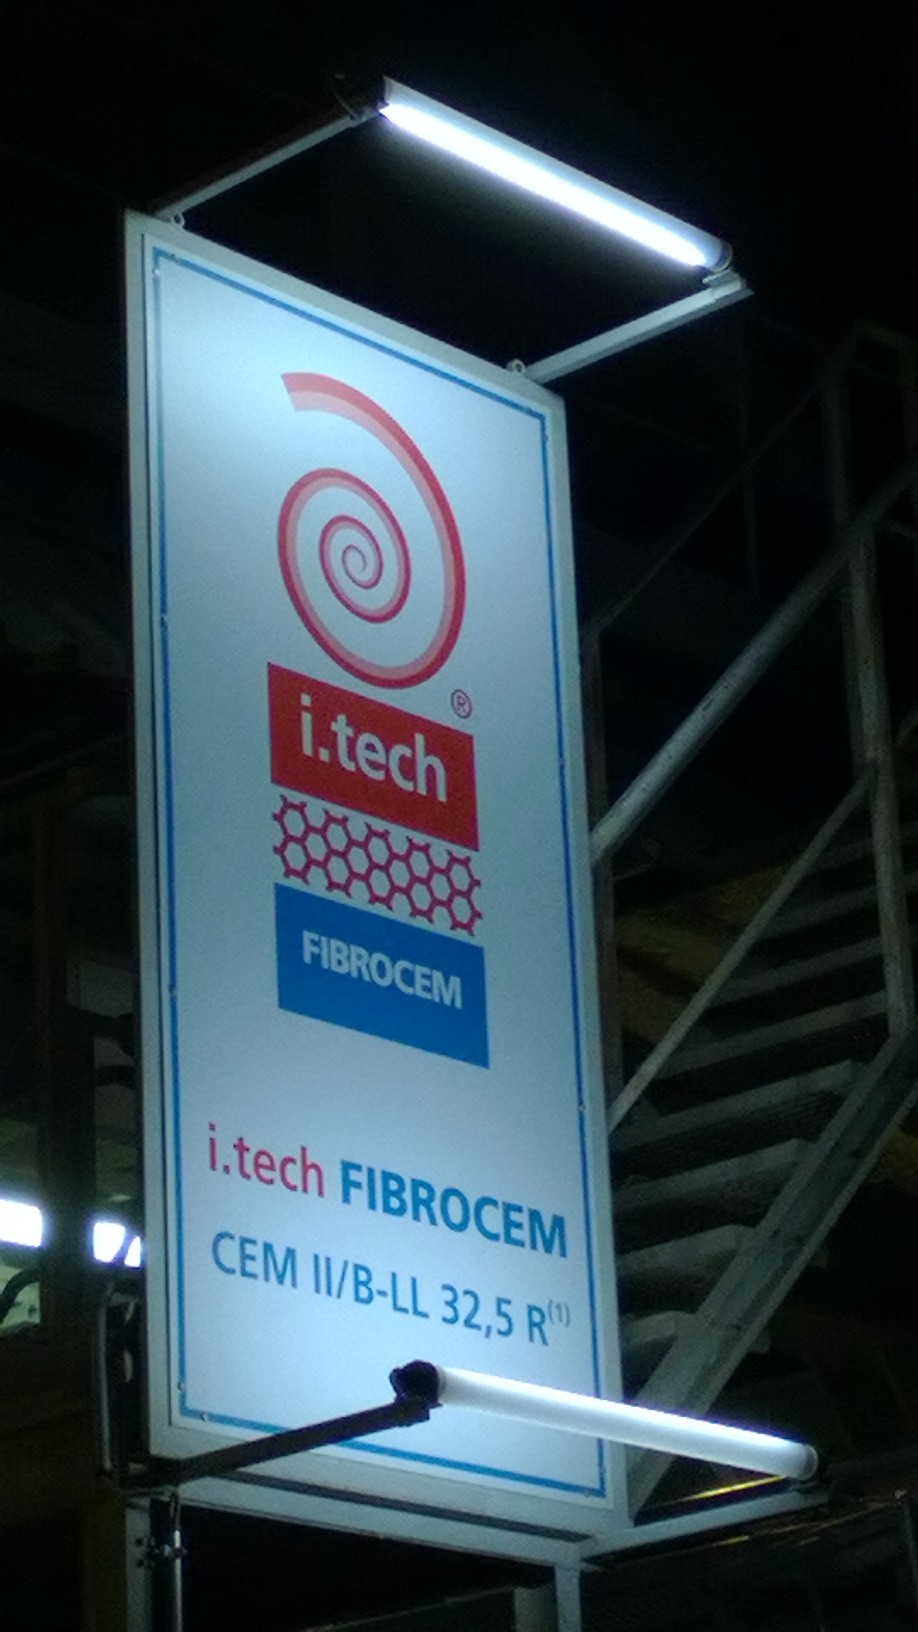 ®
i.tech
FIBROCEM
i.tech FIBROCEM
CEM II/B-LL 32,5 R(1)